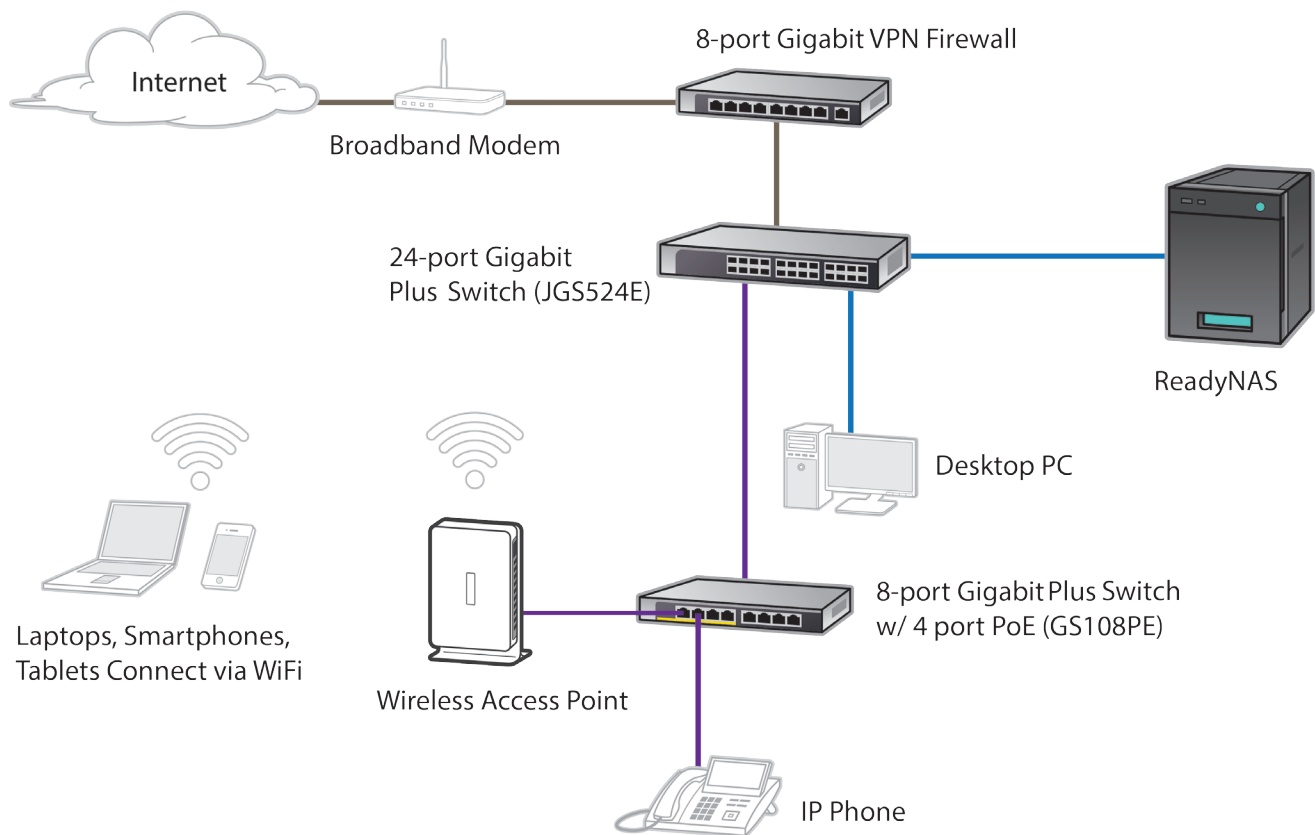 8-port Gigabit VPN Firewall
Internet
Broadband Modem
24-port Gigabit
Plus Switch (JGS524E)
ReadyNAS
Desktop PC
8-port Gigabit Plus Switch
w/ 4 port PoE (GS108PE)
Laptops, Smartphones,
Tablets Connect via WiFi
Wireless Access Point
IP Phone